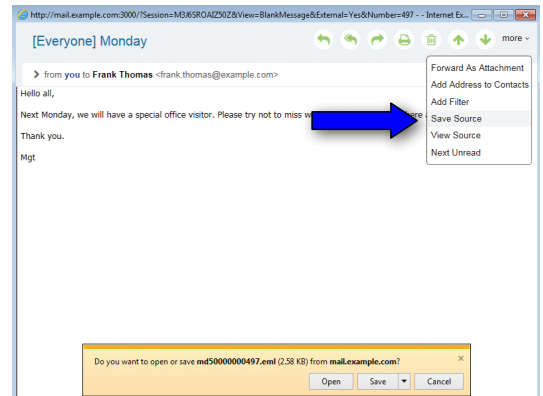 http://mail.example.com:3000/?Session=M3J6SROAIZ50Z&View=BlankMessage&External=Yes&Number=497 - - Internet Ex...
[Everyone] Monday
more
from you to Frank Thomas <frank.thomas@example.com>
Forward As Attachment
Add Address to Contacts
Add Filter
Save Source
View Source
Next Unread
Hello all,
Next Monday, we will have a special office visitor. Please try not to miss
Thank you.
Mgt
Do you want to open or save md50000000497.eml (2.58 KB) from mail.example.com?
Open
Save
Cancel